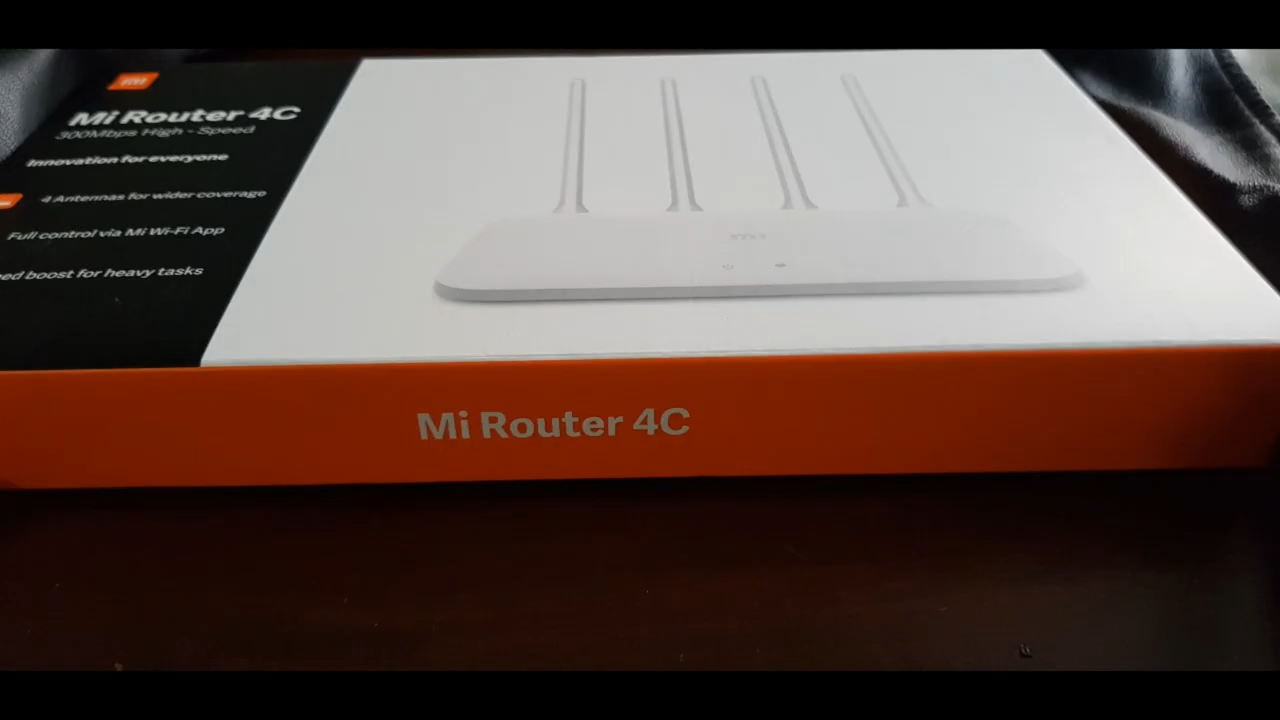 mi
Mi Router 4C
300Mbps High - Speed
Innovation for everyone
4 Antennas for wider coverage
Full control via Mi Wi-Fi App
boost for heavy tasks
mi
Mi Router 4C